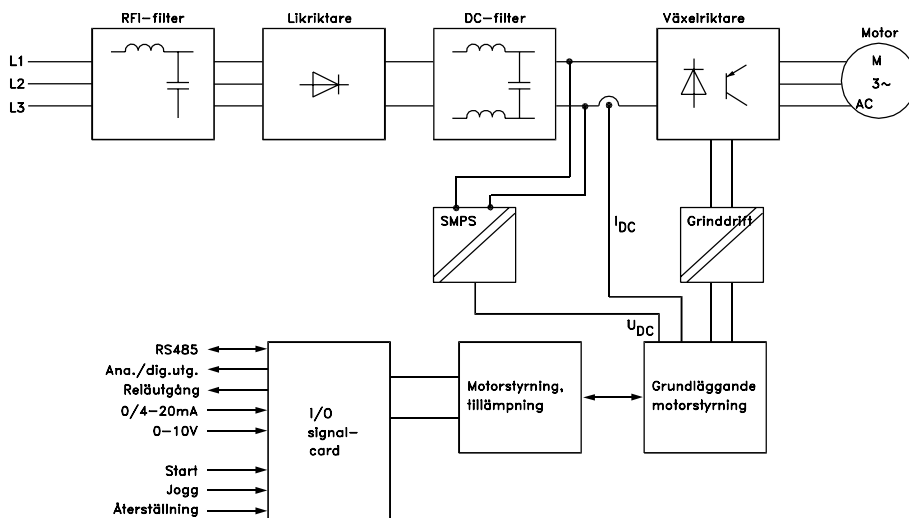 RFI-filter
Likriktare
DC-filter
Växelriktare
Motor
L1
L2
L3
M
3~
AC
SMPS
I DC
Grinddrift
U DC
RS485
Ana./dig.utg.
Reläutgång
0/4-20mA
0-10V
Start
Jogg
Återställning
I/O
signal-
card
Motorstyrning,
tillämpning
Grundläggande
motorstyrning